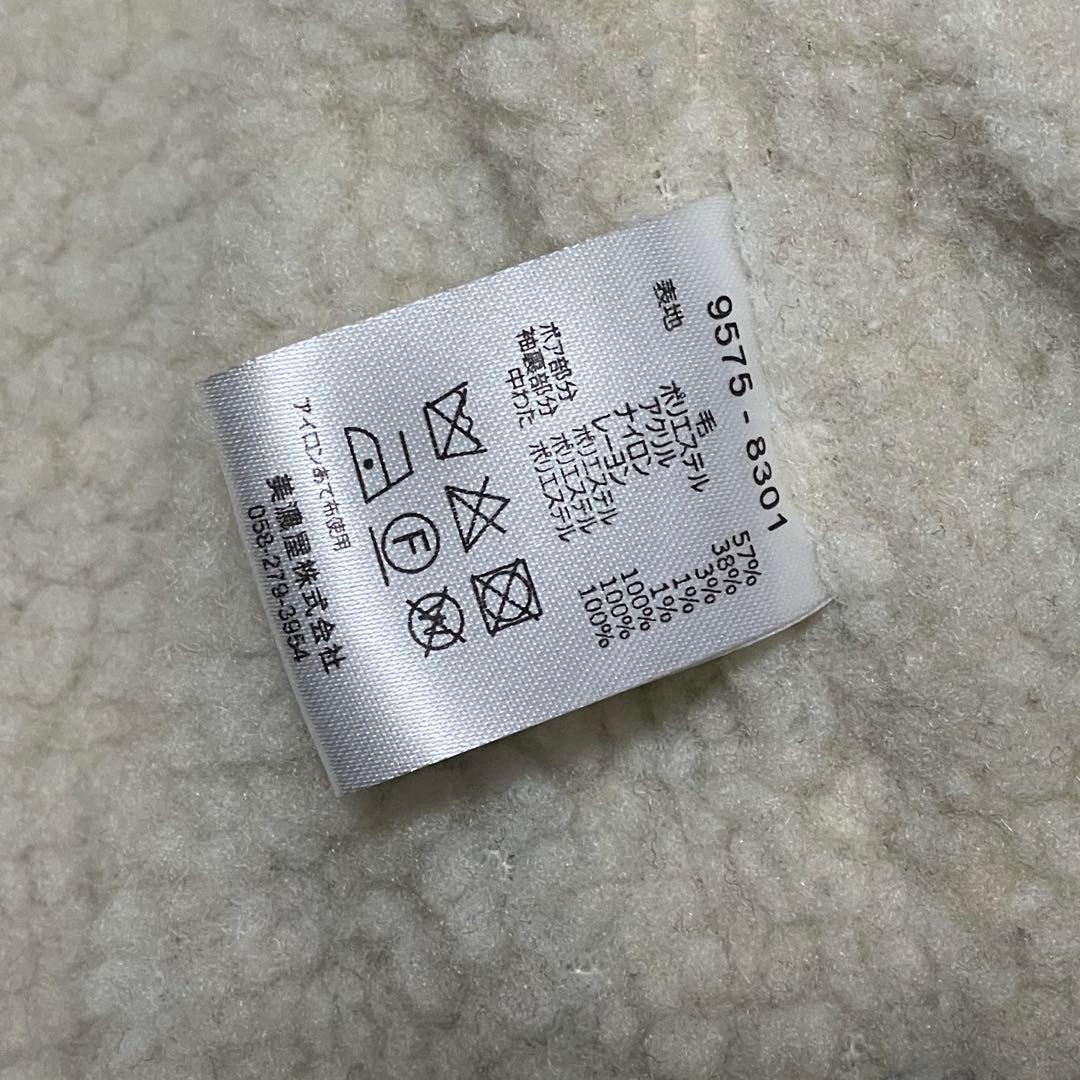 9575-8301
表地 毛 57%
ポリエステル 38%
アクリル 3%
ナイロン 1%
レーヨン 1%
ボア部分 ポリエステル 100%
袖裏部分 ポリエステル 100%
中わた ポリエステル 100%
F W
アイロンあて布使用
美濃屋株式会社
058-279-3954